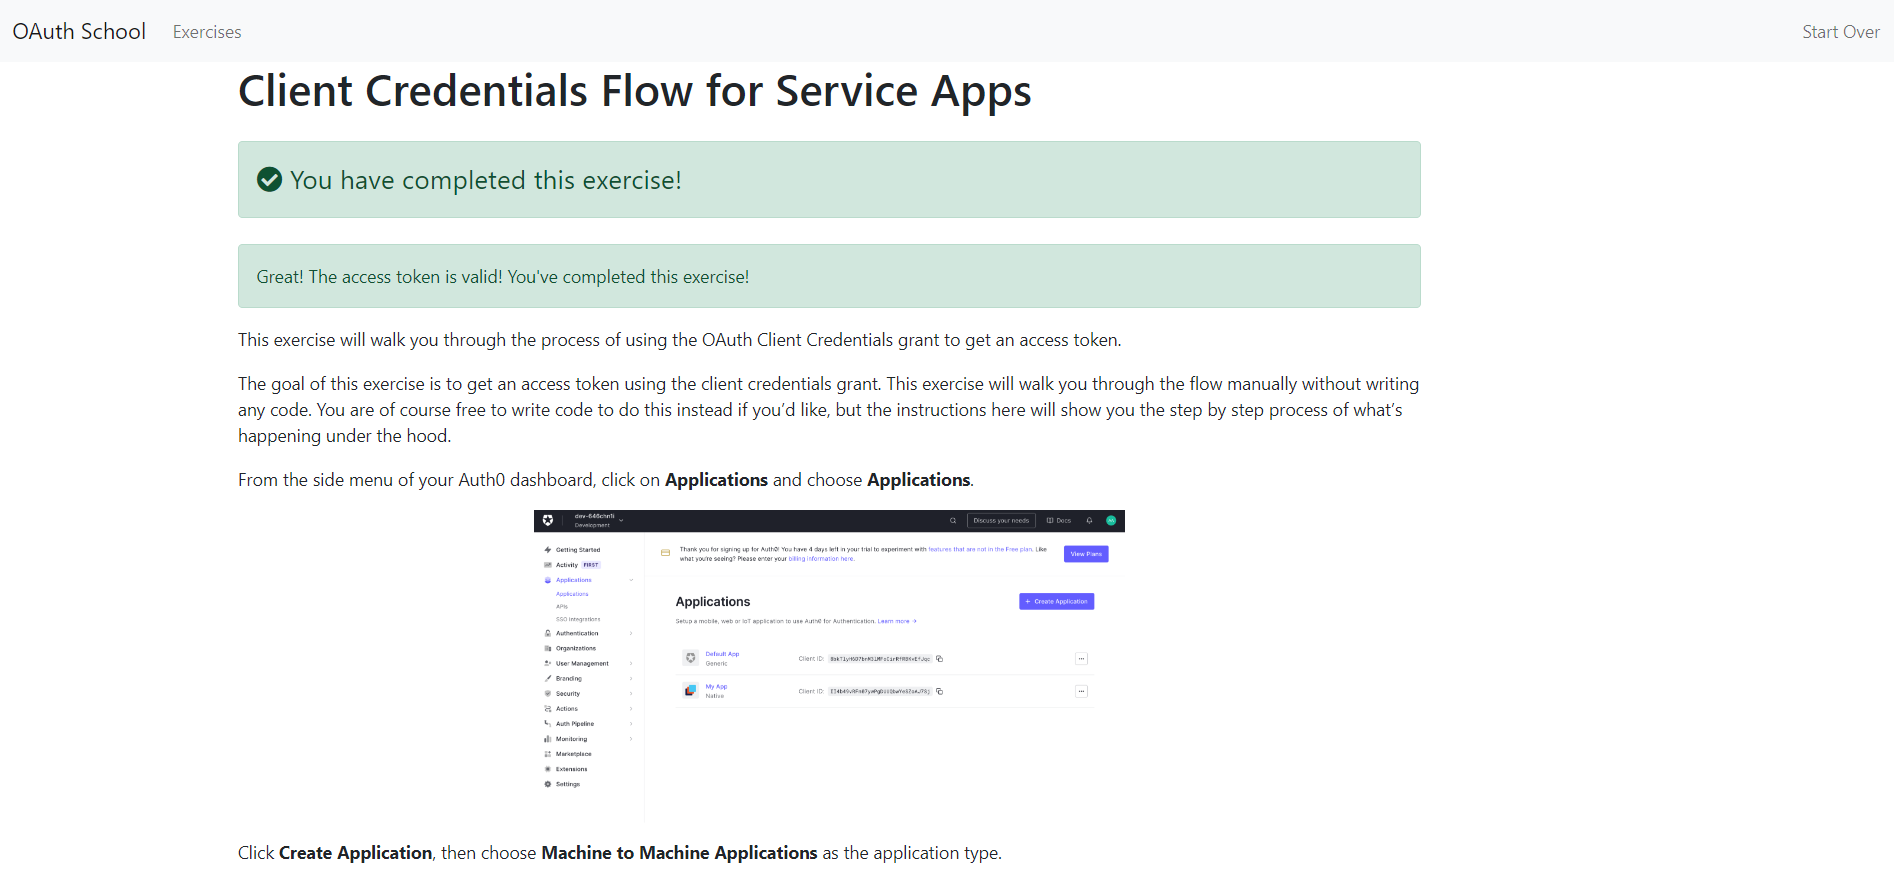 OAuth School Exercises Start Over
Client Credentials Flow for Service Apps
You have completed this exercise!
Great! The access token is valid! You've completed this exercise!
This exercise will walk you through the process of using the OAuth Client Credentials grant to get an access token.
The goal of this exercise is to get an access token using the client credentials grant. This exercise will walk you through the flow manually without writing
any code. You are of course free to write code to do this instead if you’d like, but the instructions here will show you the step by step process of what’s
happening under the hood.
From the side menu of your Auth0 dashboard, click on Applications and choose Applications.
dev-646chnfi
Development
Discuss your needs
Docs
Getting Started
Activity FIRST
Applications
Applications
APIs
SSO Integrations
Authentication
Organizations
User Management
Branding
Security
Actions
Auth Pipeline
Monitoring
Marketplace
Extensions
Settings
Thank you for signing up for Auth0! You have 4 days left in your trial to experiment with features that are not in the Free plan. Like
what you're seeing? Please enter your billing information here.
View Plans
Applications
+ Create Application
Setup a mobile, web or IoT application to use Auth0 for Authentication. Learn more →
Default App
Generic
Client ID:
My App
Native
Client ID:
Click Create Application, then choose Machine to Machine Applications as the application type.